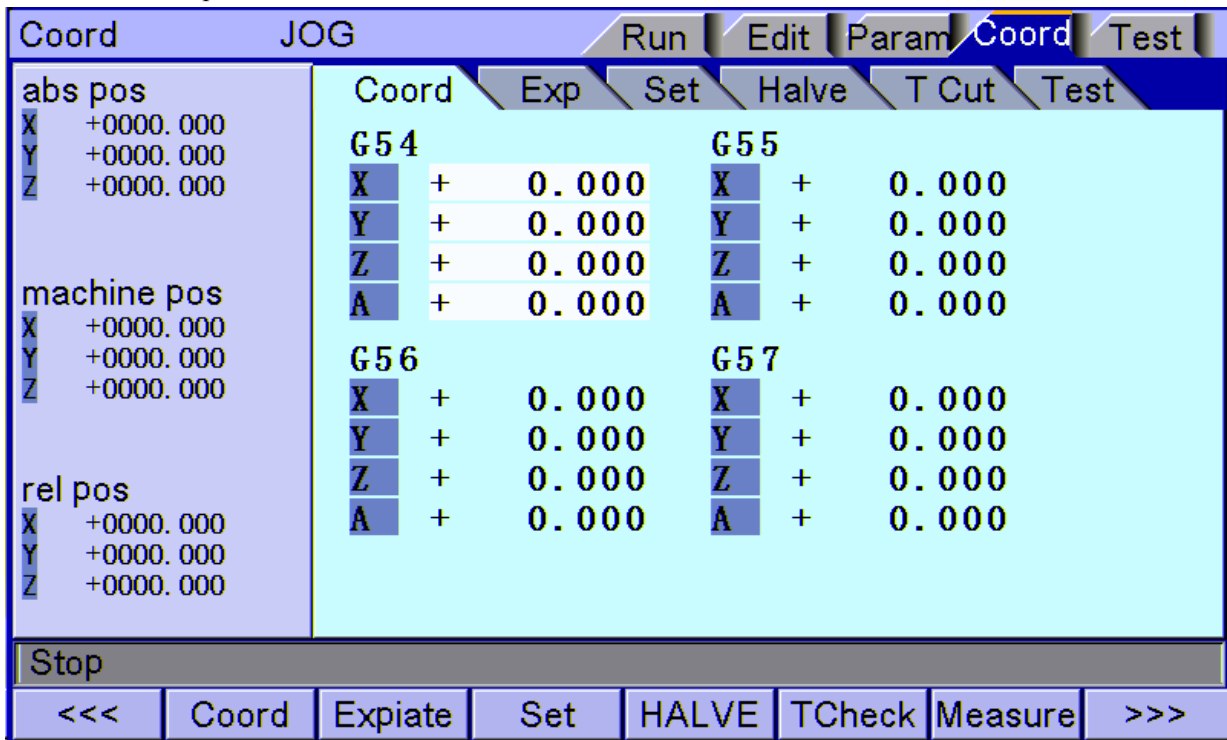 Coord JOG Run Edit Param Coord Test
Coord Exp Set Halve T Cut Test
abs pos
X +0000.000
Y +0000.000
Z +0000.000
machine pos
X +0000.000
Y +0000.000
Z +0000.000
rel pos
X +0000.000
Y +0000.000
Z +0000.000
G54 G55
X + 0.000 X + 0.000
Y + 0.000 Y + 0.000
Z + 0.000 Z + 0.000
A + 0.000 A + 0.000
G56 G57
X + 0.000 X + 0.000
Y + 0.000 Y + 0.000
Z + 0.000 Z + 0.000
A + 0.000 A + 0.000
Stop
<<< Coord Expiate Set HALVE TCheck Measure >>>